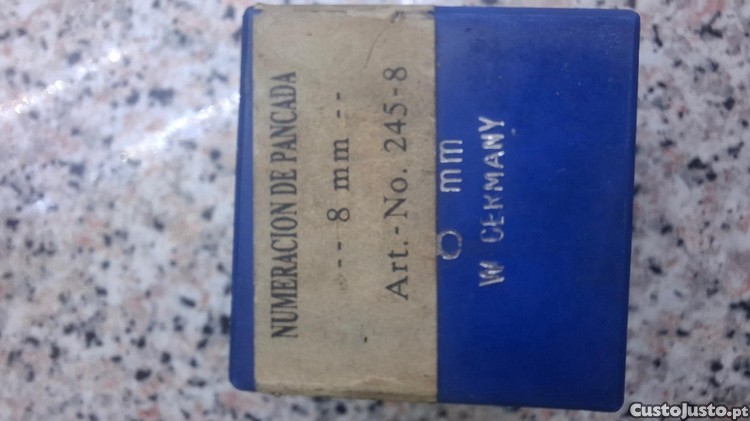 NUMERACION DE PANCADA
-- 8 mm --
Art.-No. 245-8
mm
W GERMANY
CustoJusto.pt